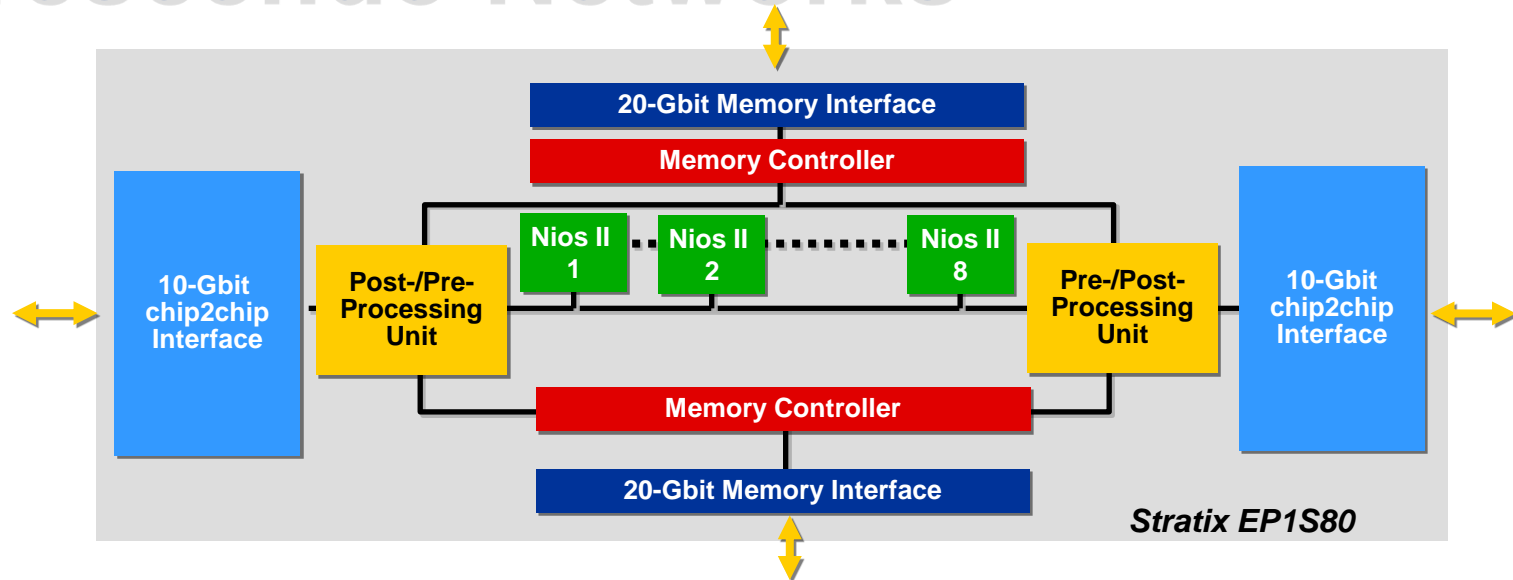 20-Gbit Memory Interface
Memory Controller
10-Gbit
chip2chip
Interface
Post-/Pre-
Processing
Unit
Nios II
1
Nios II
2
Nios II
8
Pre-/Post-
Processing
Unit
10-Gbit
chip2chip
Interface
Memory Controller
20-Gbit Memory Interface
Stratix EP1S80